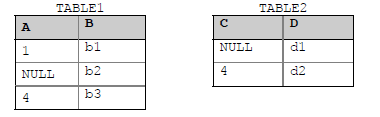 TABLE1
A B
1 b1
NULL b2
4 b3
TABLE2
C D
NULL d1
4 d2